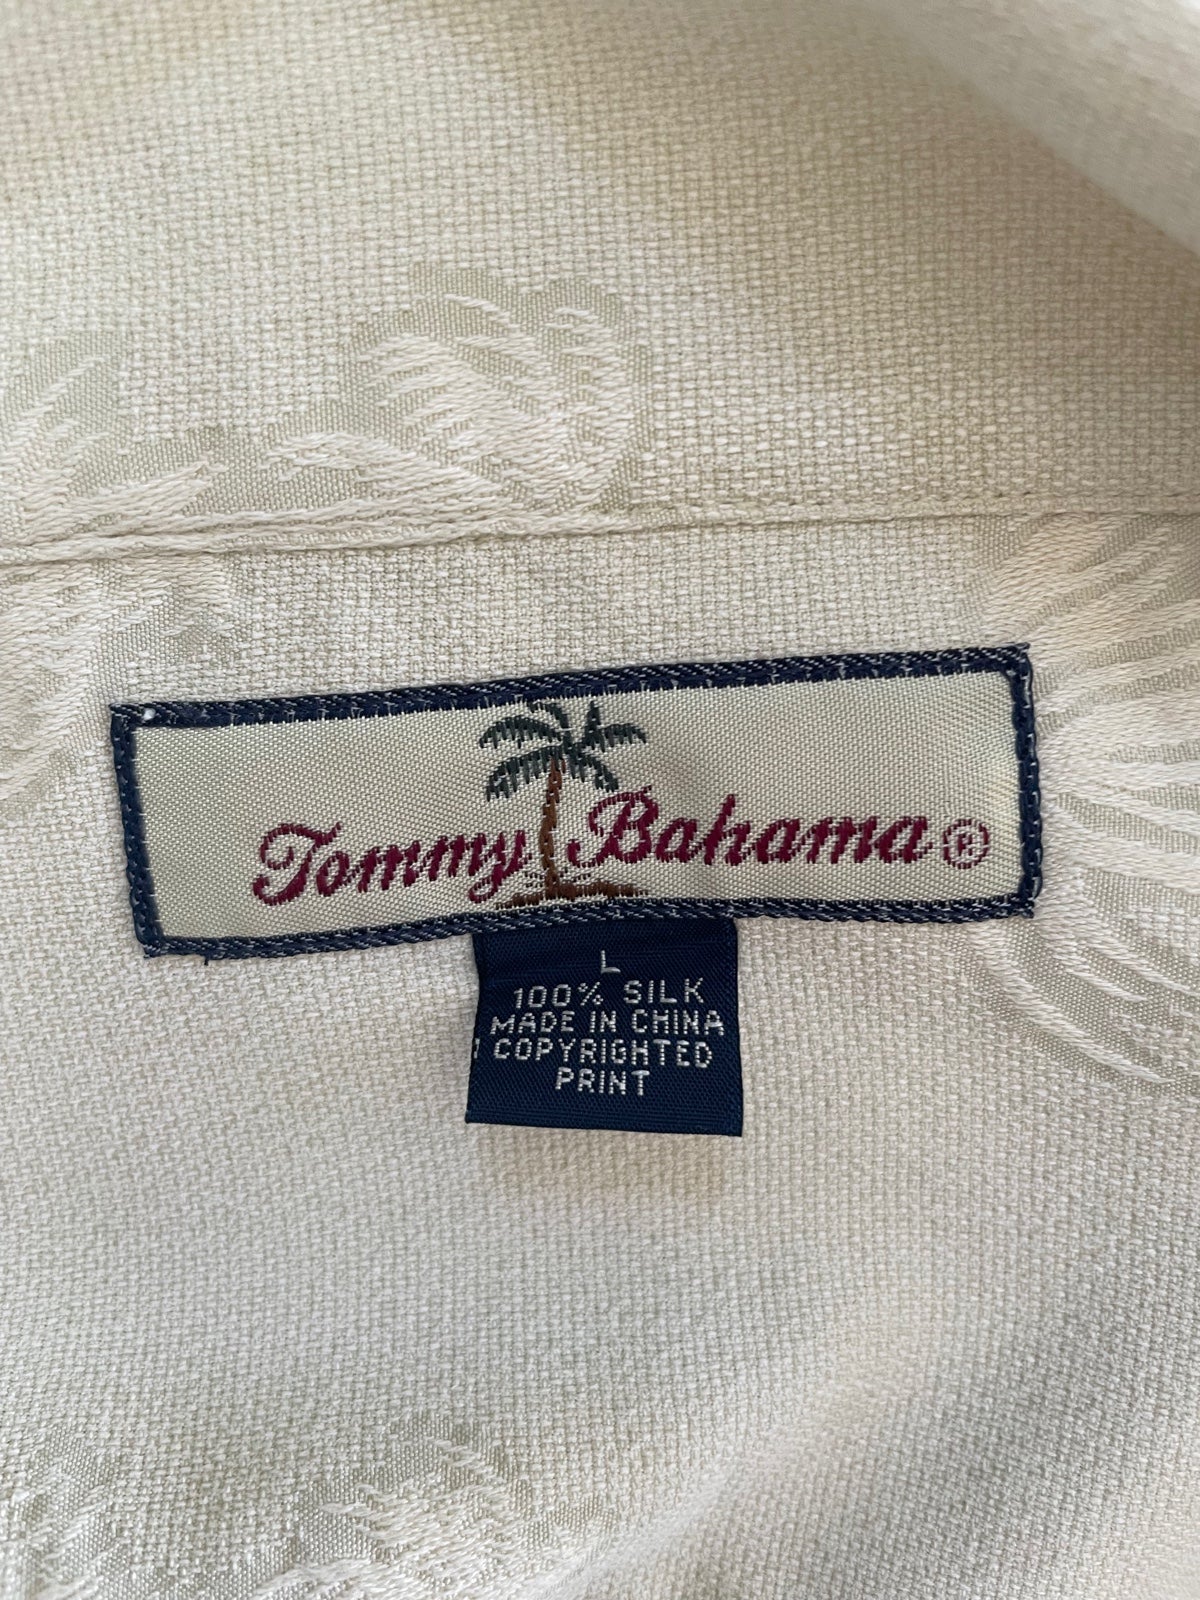 Tommy Bahama®
L
100% SILK
MADE IN CHINA
COPYRIGHTED
PRINT